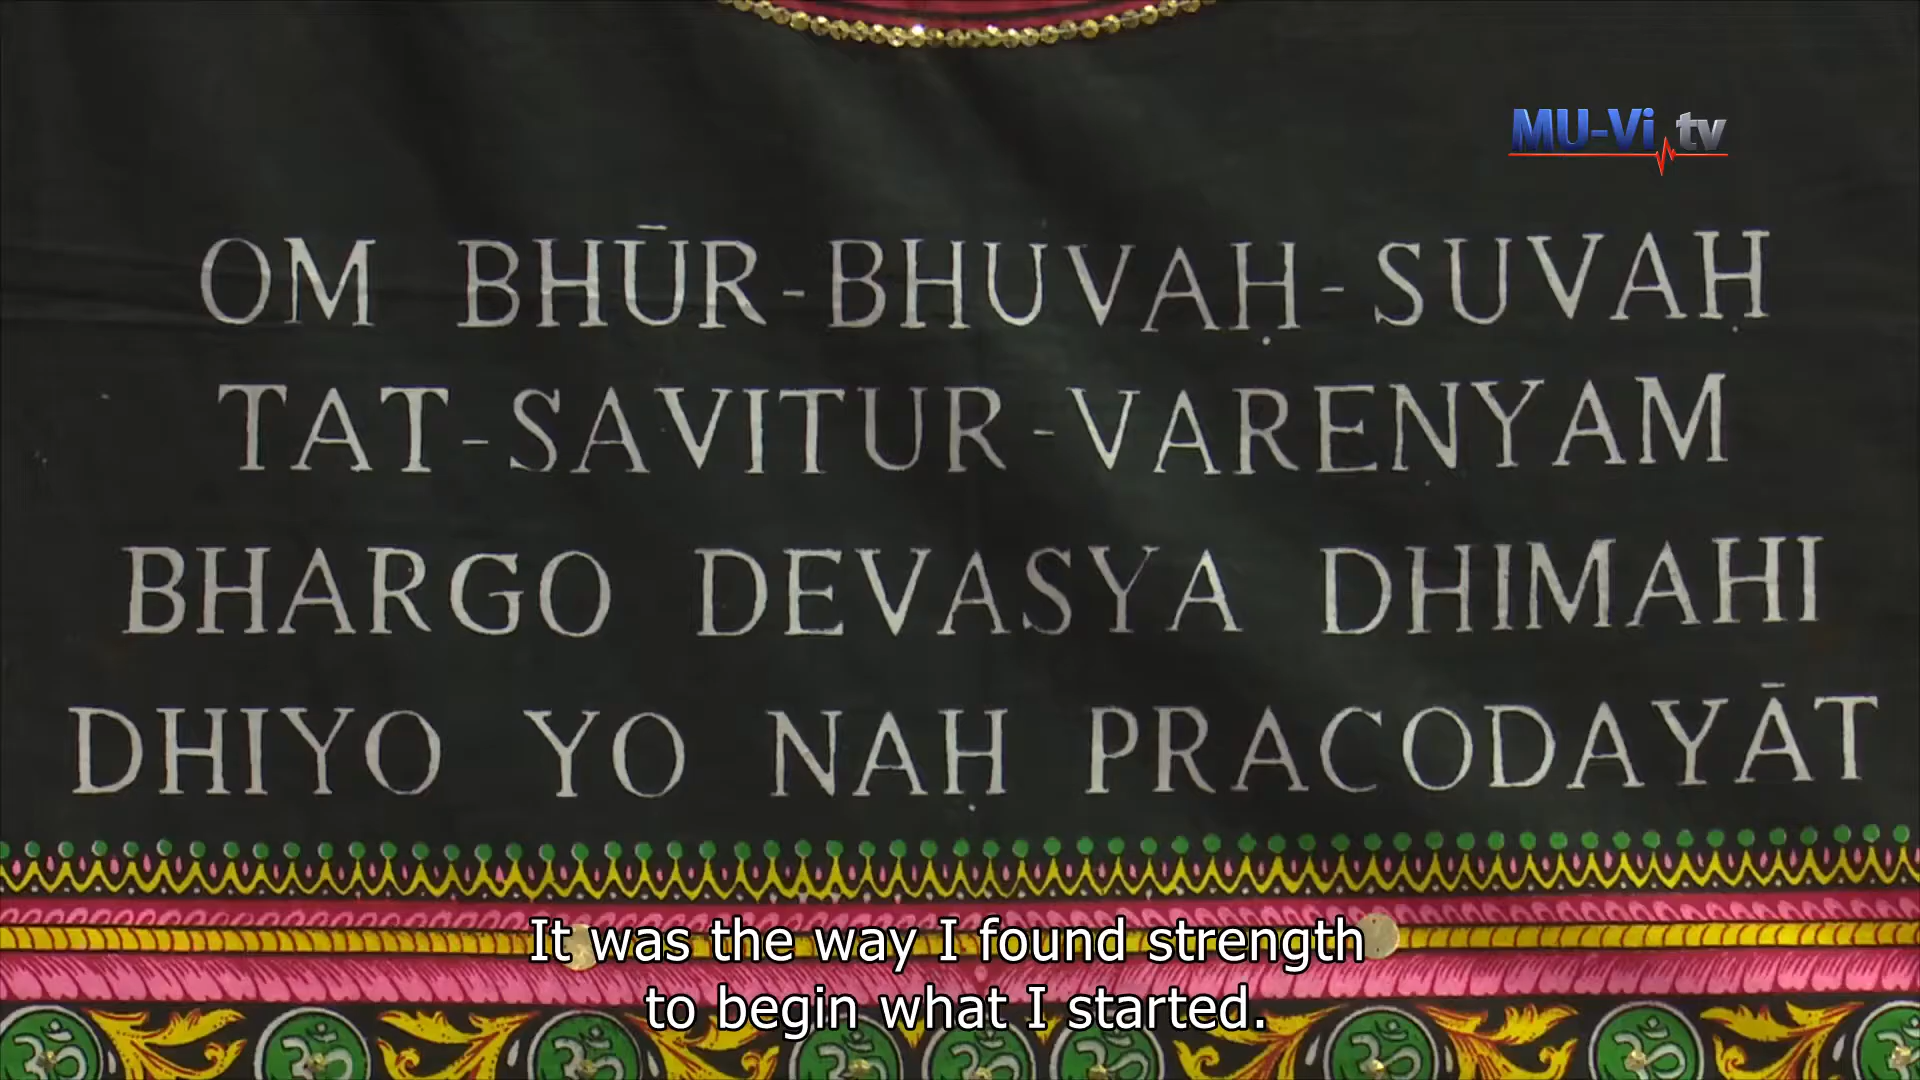 MU-Vi.tv
OM BHŪR-BHUVAḤ-SUVAḤ
TAT-SAVITUR-VARENYAM
BHARGO DEVASYA DHIMAHI
DHIYO YO NAḤ PRACODAYĀT
It was the way I found strength
to begin what I started.
ॐ ॐ ॐ ॐ ॐ ॐ ॐ ॐ ॐ